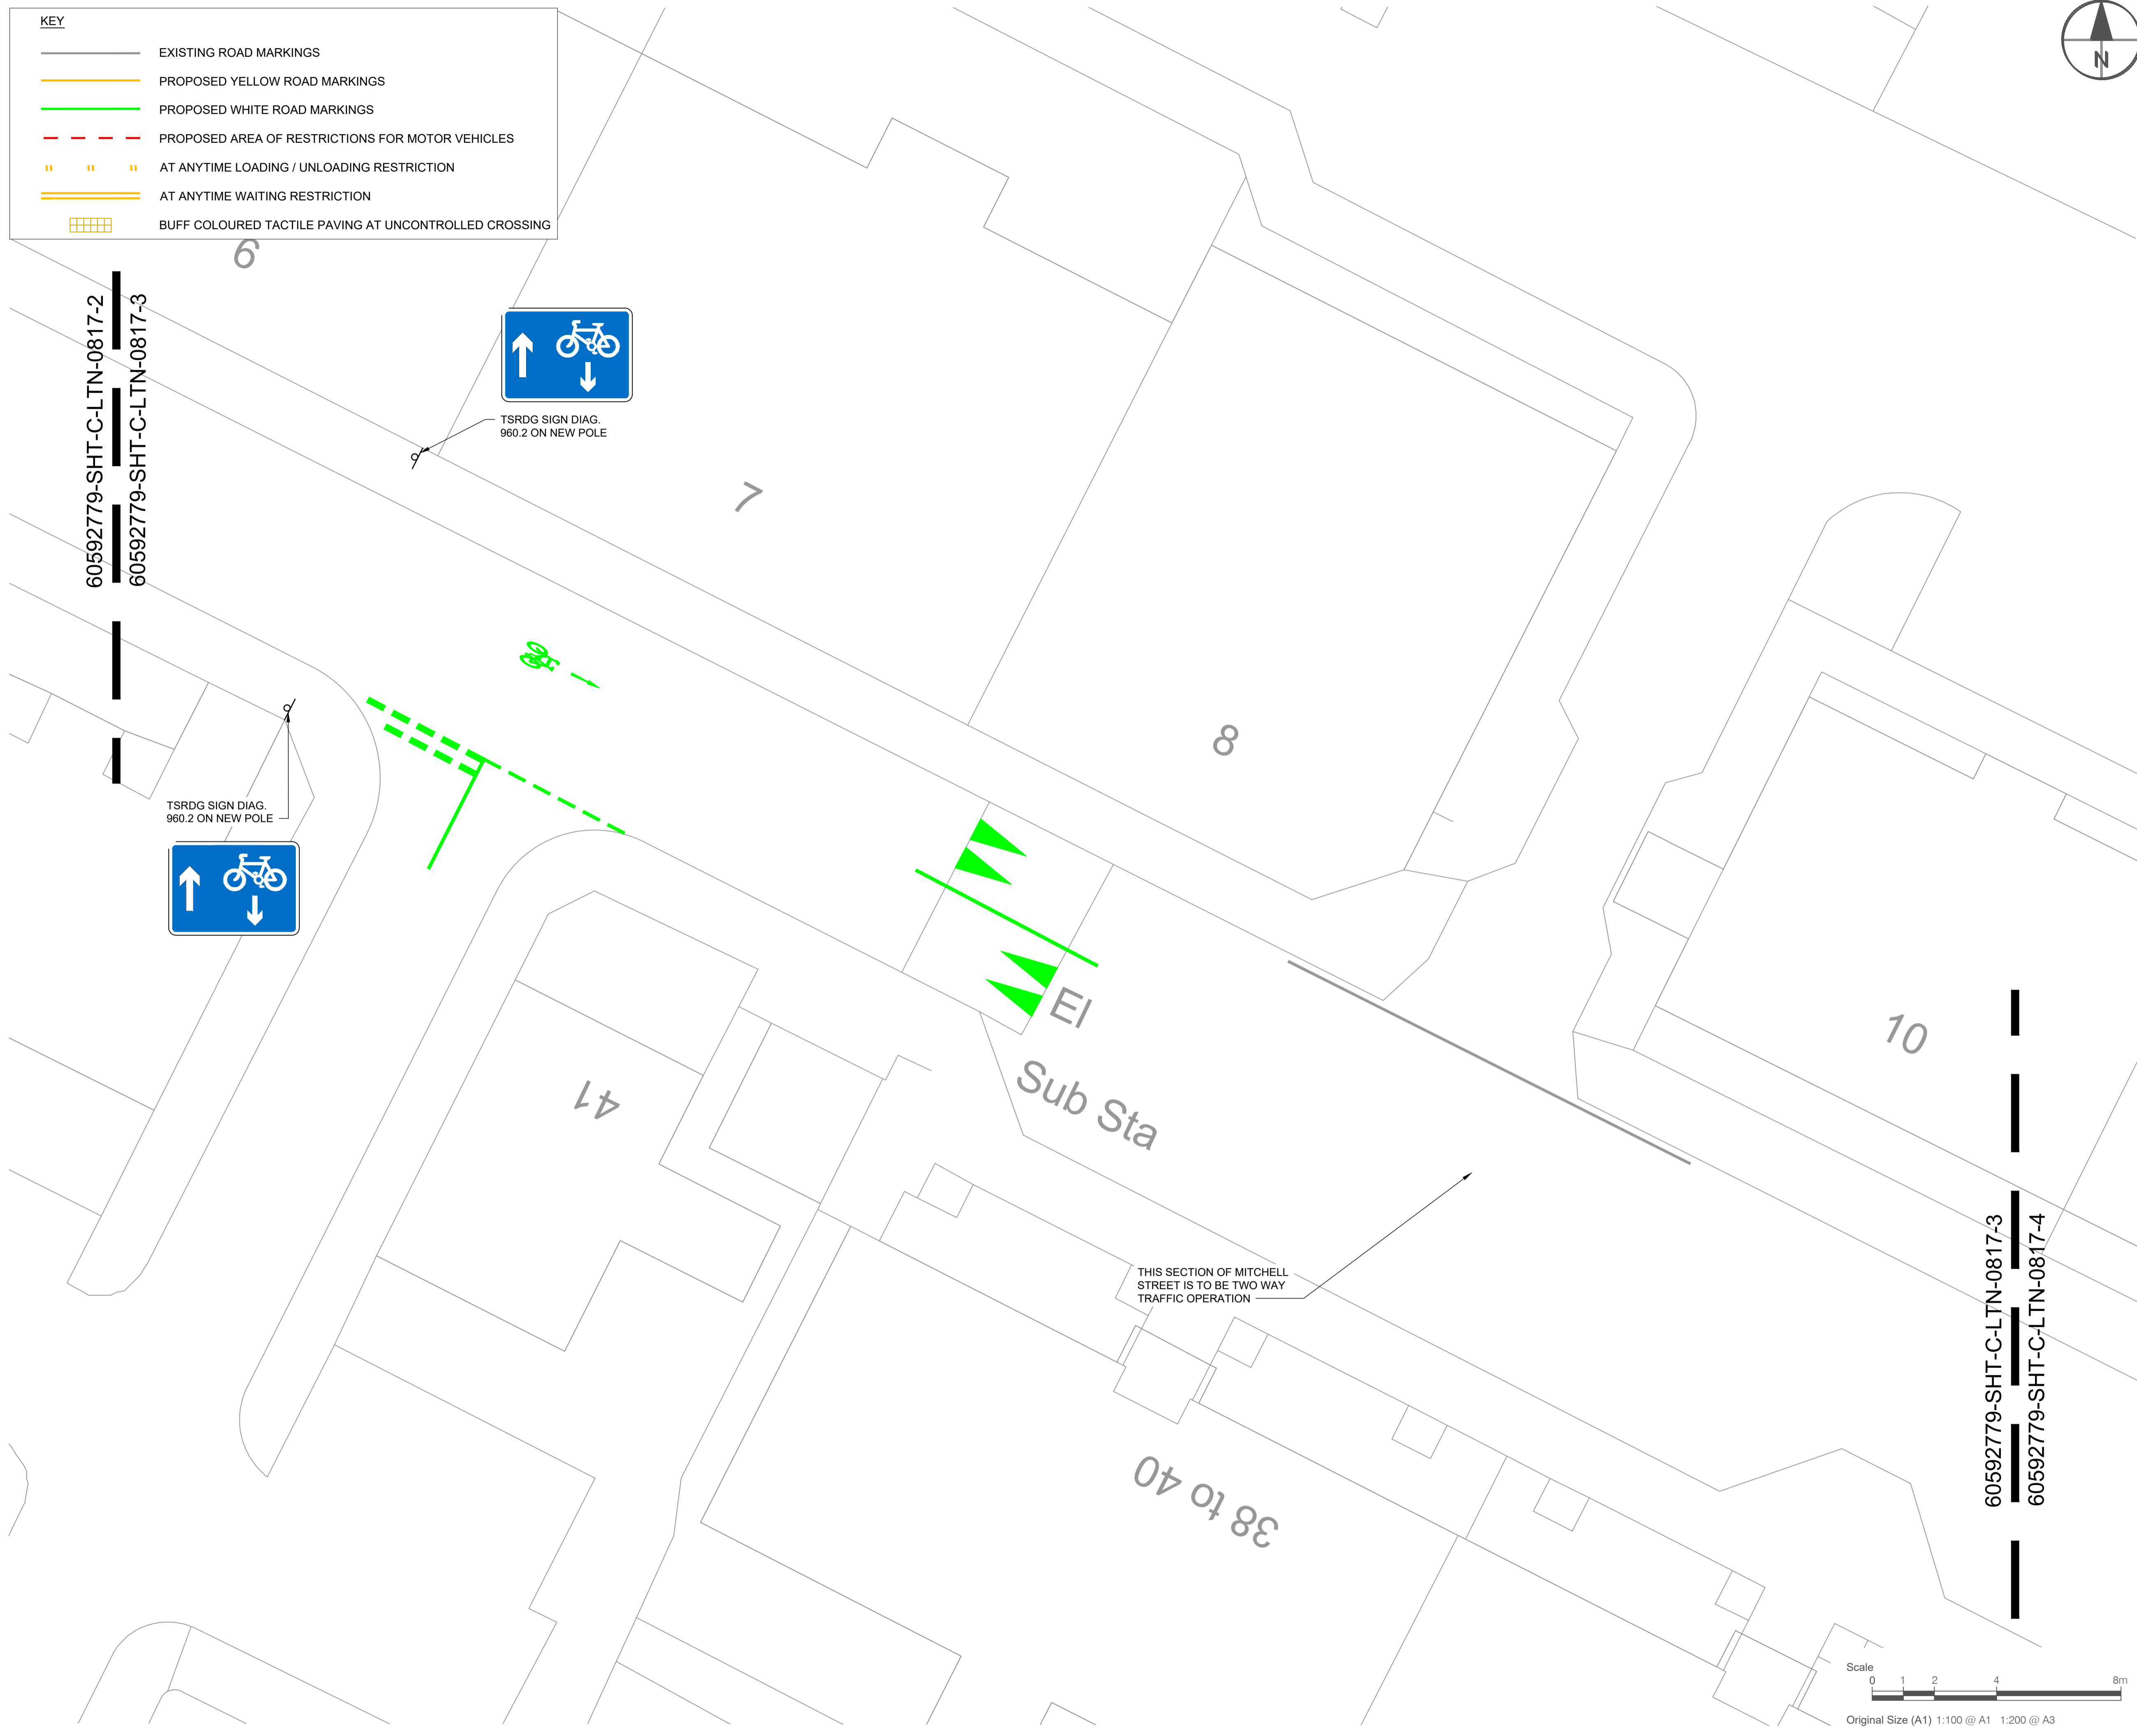 KEY
EXISTING ROAD MARKINGS
PROPOSED YELLOW ROAD MARKINGS
PROPOSED WHITE ROAD MARKINGS
PROPOSED AREA OF RESTRICTIONS FOR MOTOR VEHICLES
AT ANYTIME LOADING / UNLOADING RESTRICTION
AT ANYTIME WAITING RESTRICTION
BUFF COLOURED TACTILE PAVING AT UNCONTROLLED CROSSING
N
6
60592779-SHT-C-LTN-0817-2
60592779-SHT-C-LTN-0817-3
TSRDG SIGN DIAG.
960.2 ON NEW POLE
7
8
TSRDG SIGN DIAG.
960.2 ON NEW POLE
10
El
Sub Sta
41
THIS SECTION OF MITCHELL
STREET IS TO BE TWO WAY
TRAFFIC OPERATION
60592779-SHT-C-LTN-0817-3
60592779-SHT-C-LTN-0817-4
38 to 40
Scale
0 1 2 4 8m
Original Size (A1) 1:100 @ A1 1:200 @ A3